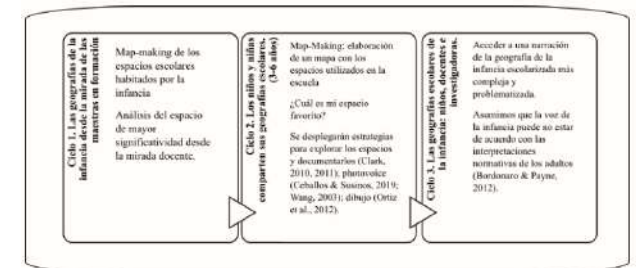 Ciclo 1. Las geografías de la
infancia desde la mirada de las
maestras en formación
Map-making de los
espacios escolares
habitados por la
infancia
Análisis del espacio
de mayor
significatividad desde
la mirada docente.
Ciclo 2. Los niños y niñas
comparten sus geografías escolares.
(3-6 años)
Map-Making: elaboración
de un mapa con los
espacios utilizados en la
escuela
¿Cuál es mi espacio
favorito?
Se desplegarán estrategias
para explorar los espacios
y documentarlos (Clark,
2010, 2011); photovoice
(Ceballos & Susinos, 2019;
Wang, 2003); dibujo (Ortiz
et al., 2012).
Ciclo 3. Las geografías escolares de
la infancia: niños, docentes e
investigadoras.
Acceder a una narración
de la geografía de la
infancia escolarizada más
compleja y
problematizada.
Asumimos que la voz de
la infancia puede no estar
de acuerdo con las
interpretaciones
normativas de los adultos
(Bordonaro & Payne,
2012).